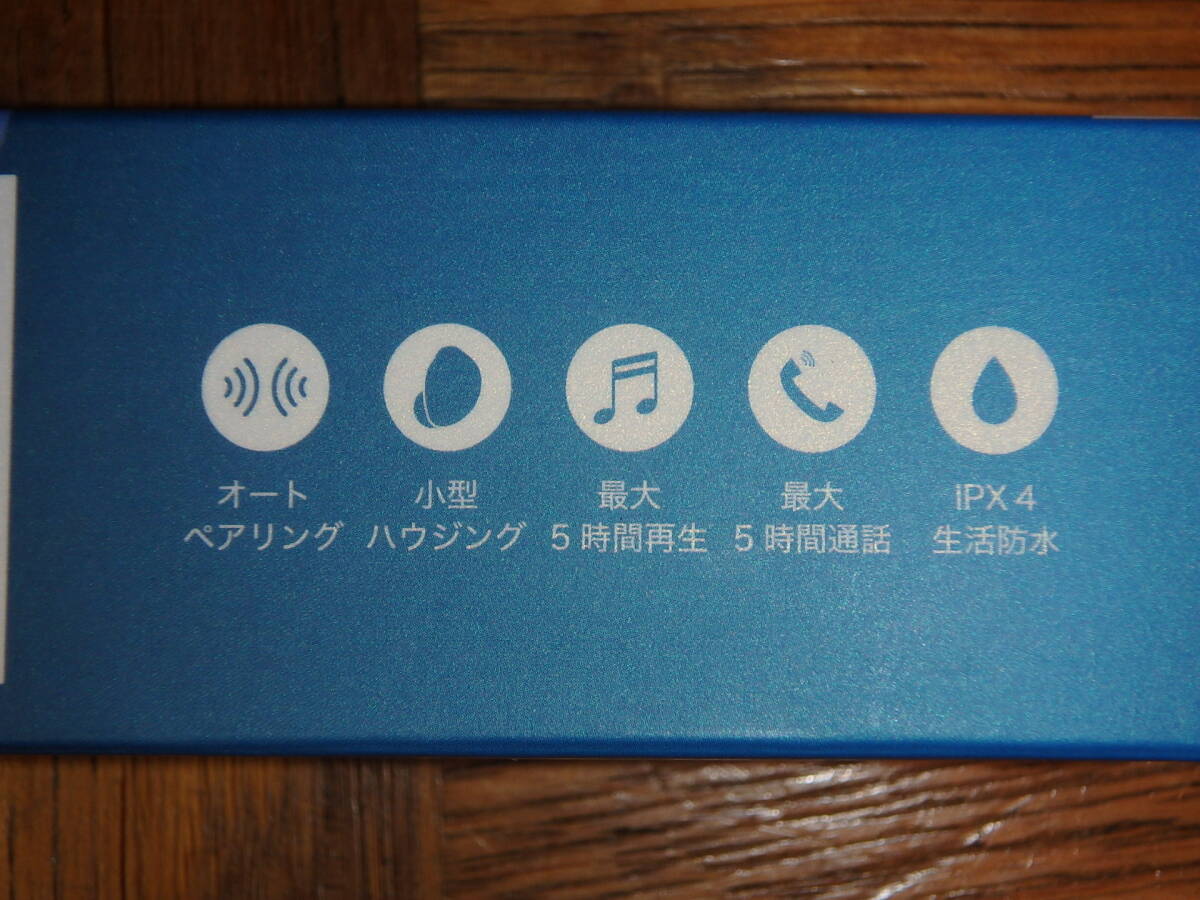 オート
ペアリング
小型
ハウジング
最大
5 時間再生
最大
5 時間通話
iPX 4
生活防水